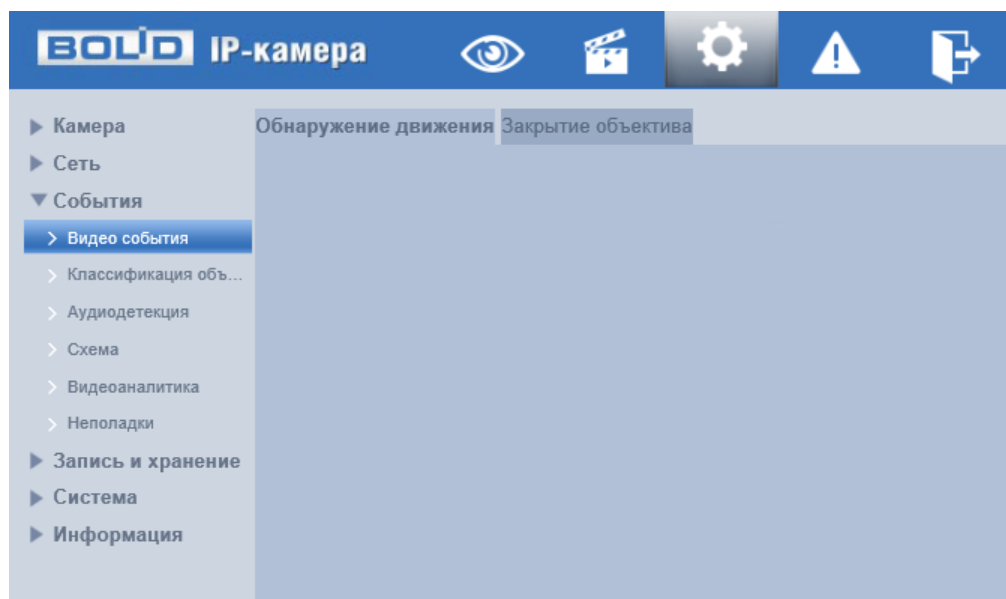 BOLID IP-камера
Обнаружение движения Закрытие объектива
Камера
Сеть
События
Видео события
Классификация объ...
Аудиодетекция
Схема
Видеоаналитика
Неполадки
Запись и хранение
Система
Информация